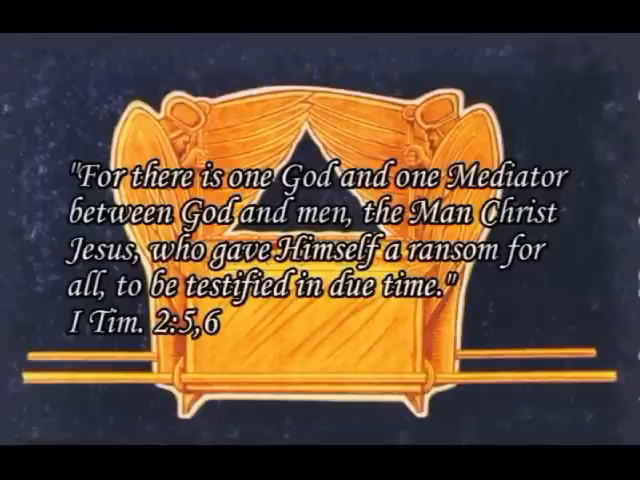 "For there is one God and one Mediator
between God and men, the Man Christ
Jesus, who gave Himself a ransom for
all, to be testified in due time."
I Tim. 2:5,6